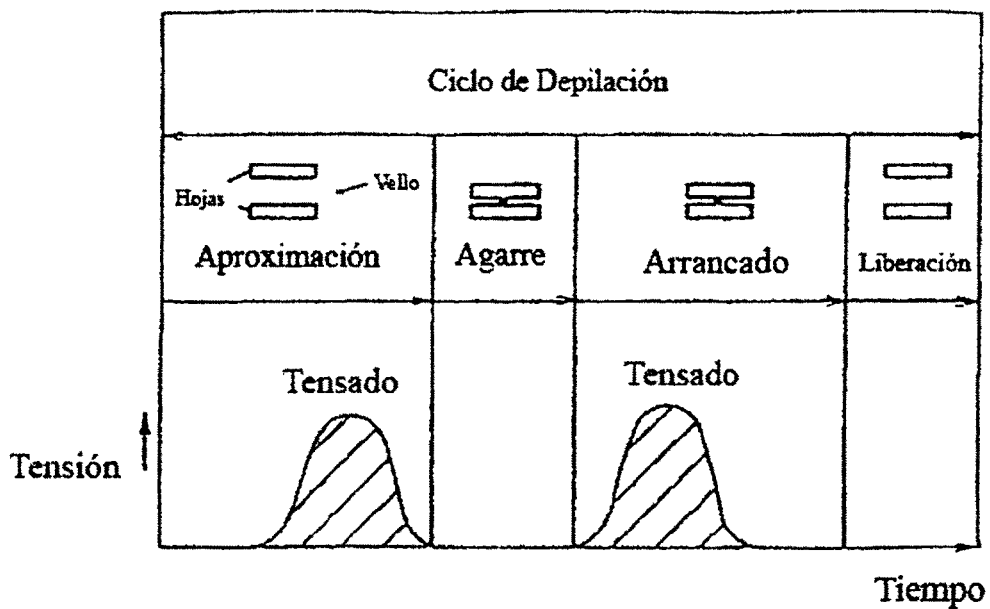 Ciclo de Depilación
Hojas
Vello
Aproximación
Agarre
Arrancado
Liberación
Tensado
Tensado
Tensión
Tiempo